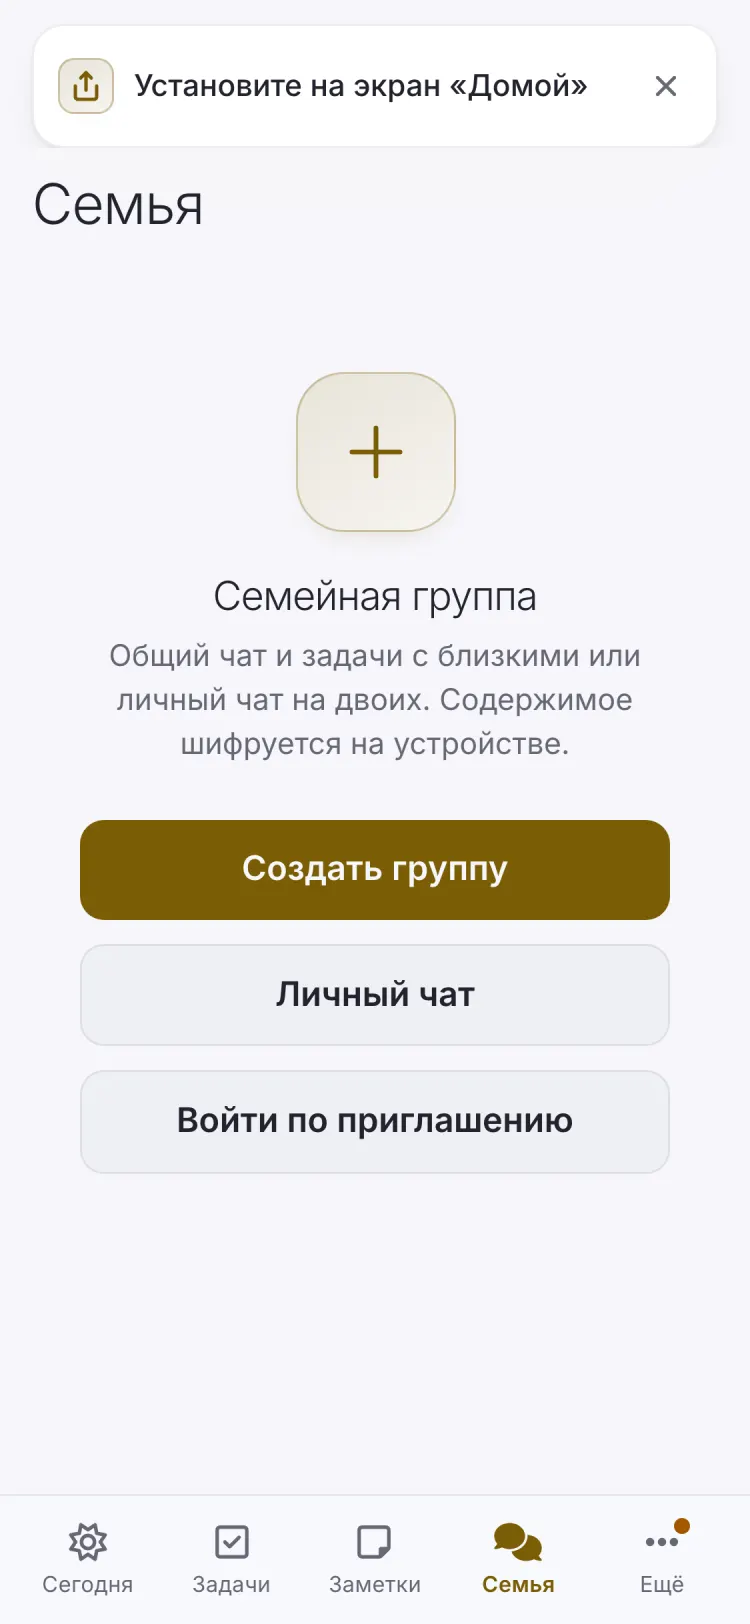 Установите на экран «Домой»
Семья
Семейная группа
Общий чат и задачи с близкими или
личный чат на двоих. Содержимое
шифруется на устройстве.
Создать группу
Личный чат
Войти по приглашению
Сегодня
Задачи
Заметки
Семья
Ещё